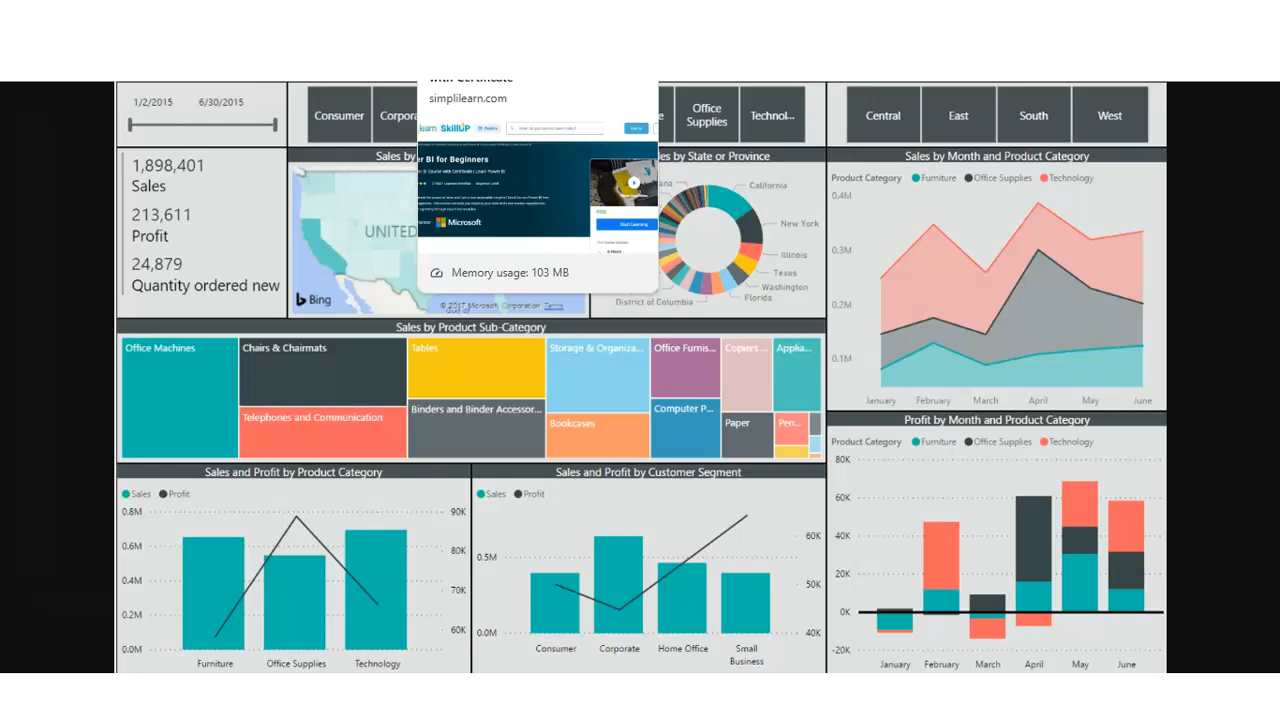 1/2/2015 6/30/2015
Consumer
Corpora
simplilearn.com
Office Supplies
Technol...
Central
East
South
West
1,898,401
Sales
213,611
Profit
24,879
Quantity ordered new
Sales by
UNITED
Bing
© 2017 Microsoft Corporation Terms
learn SKILLUP
er BI for Beginners
Microsoft
Start Learning
Memory usage: 103 MB
les by State or Province
ana
California
New York
Illinois
Texas
Washington
Florida
District of Columbia
Sales by Month and Product Category
Product Category Furniture Office Supplies Technology
0.4M
0.3M
0.2M
0.1M
January February March April May June
Sales by Product Sub-Category
Office Machines
Chairs & Chairmats
Telephones and Communication
Tables
Binders and Binder Accessor...
Storage & Organiza...
Bookcases
Office Furnis...
Computer P...
Copiers ...
Paper
Applia...
Pen...
Profit by Month and Product Category
Product Category Furniture Office Supplies Technology
80K
60K
40K
20K
0K
-20K
January February March April May June
Sales and Profit by Product Category
Sales Profit
0.8M 90K
0.6M 80K
0.4M 70K
0.2M 60K
0.0M
Furniture Office Supplies Technology
Sales and Profit by Customer Segment
Sales Profit
60K
0.5M
50K
0.0M 40K
Consumer Corporate Home Office Small Business